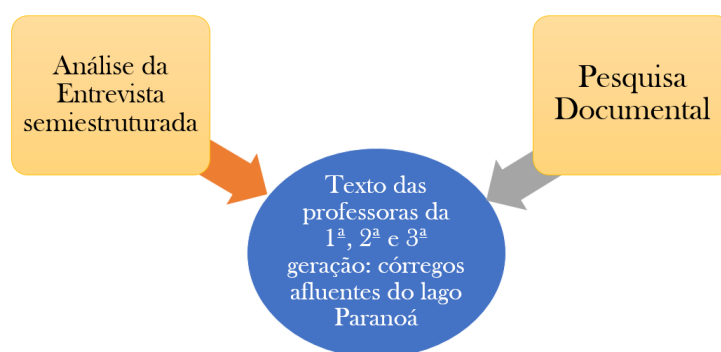 Análise da
Entrevista
semiestruturada
Pesquisa
Documental
Texto das
professoras da
1ª, 2ª e 3ª
geração: córregos
afluentes do lago
Paranoá